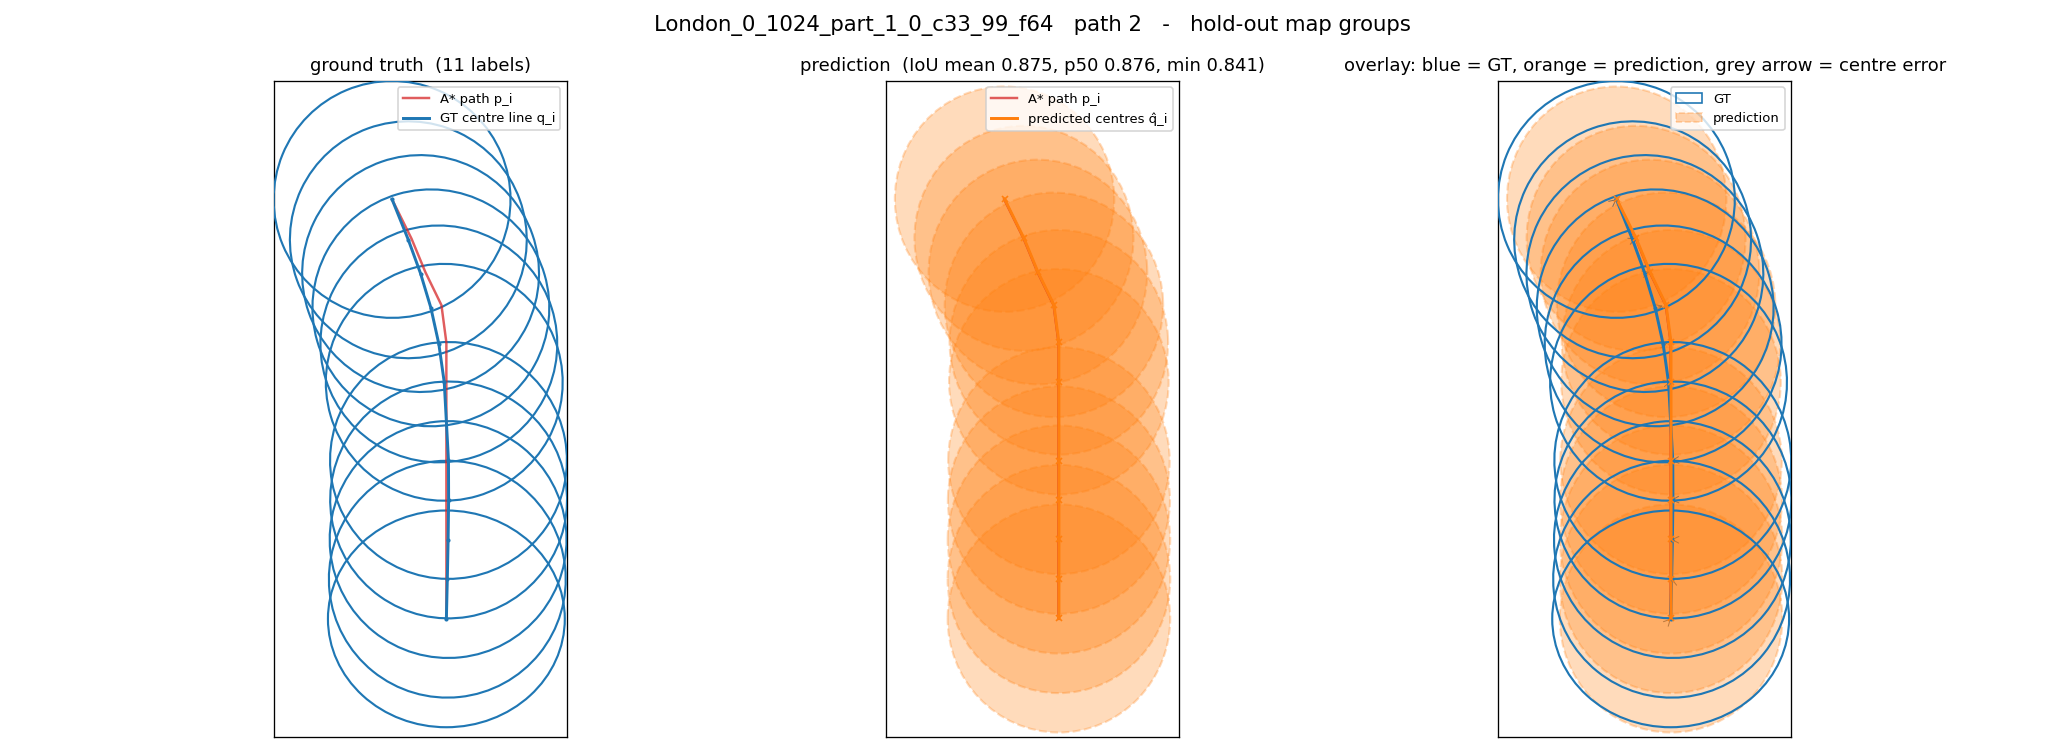 London_0_1024_part_1_0_c33_99_f64   path 2   -   hold-out map groups
ground truth  (11 labels)
A* path p_i
GT centre line q_i
prediction  (IoU mean 0.875, p50 0.876, min 0.841)
A* path p_i
predicted centres q̂_i
overlay: blue = GT, orange = prediction, grey arrow = centre error
GT
prediction